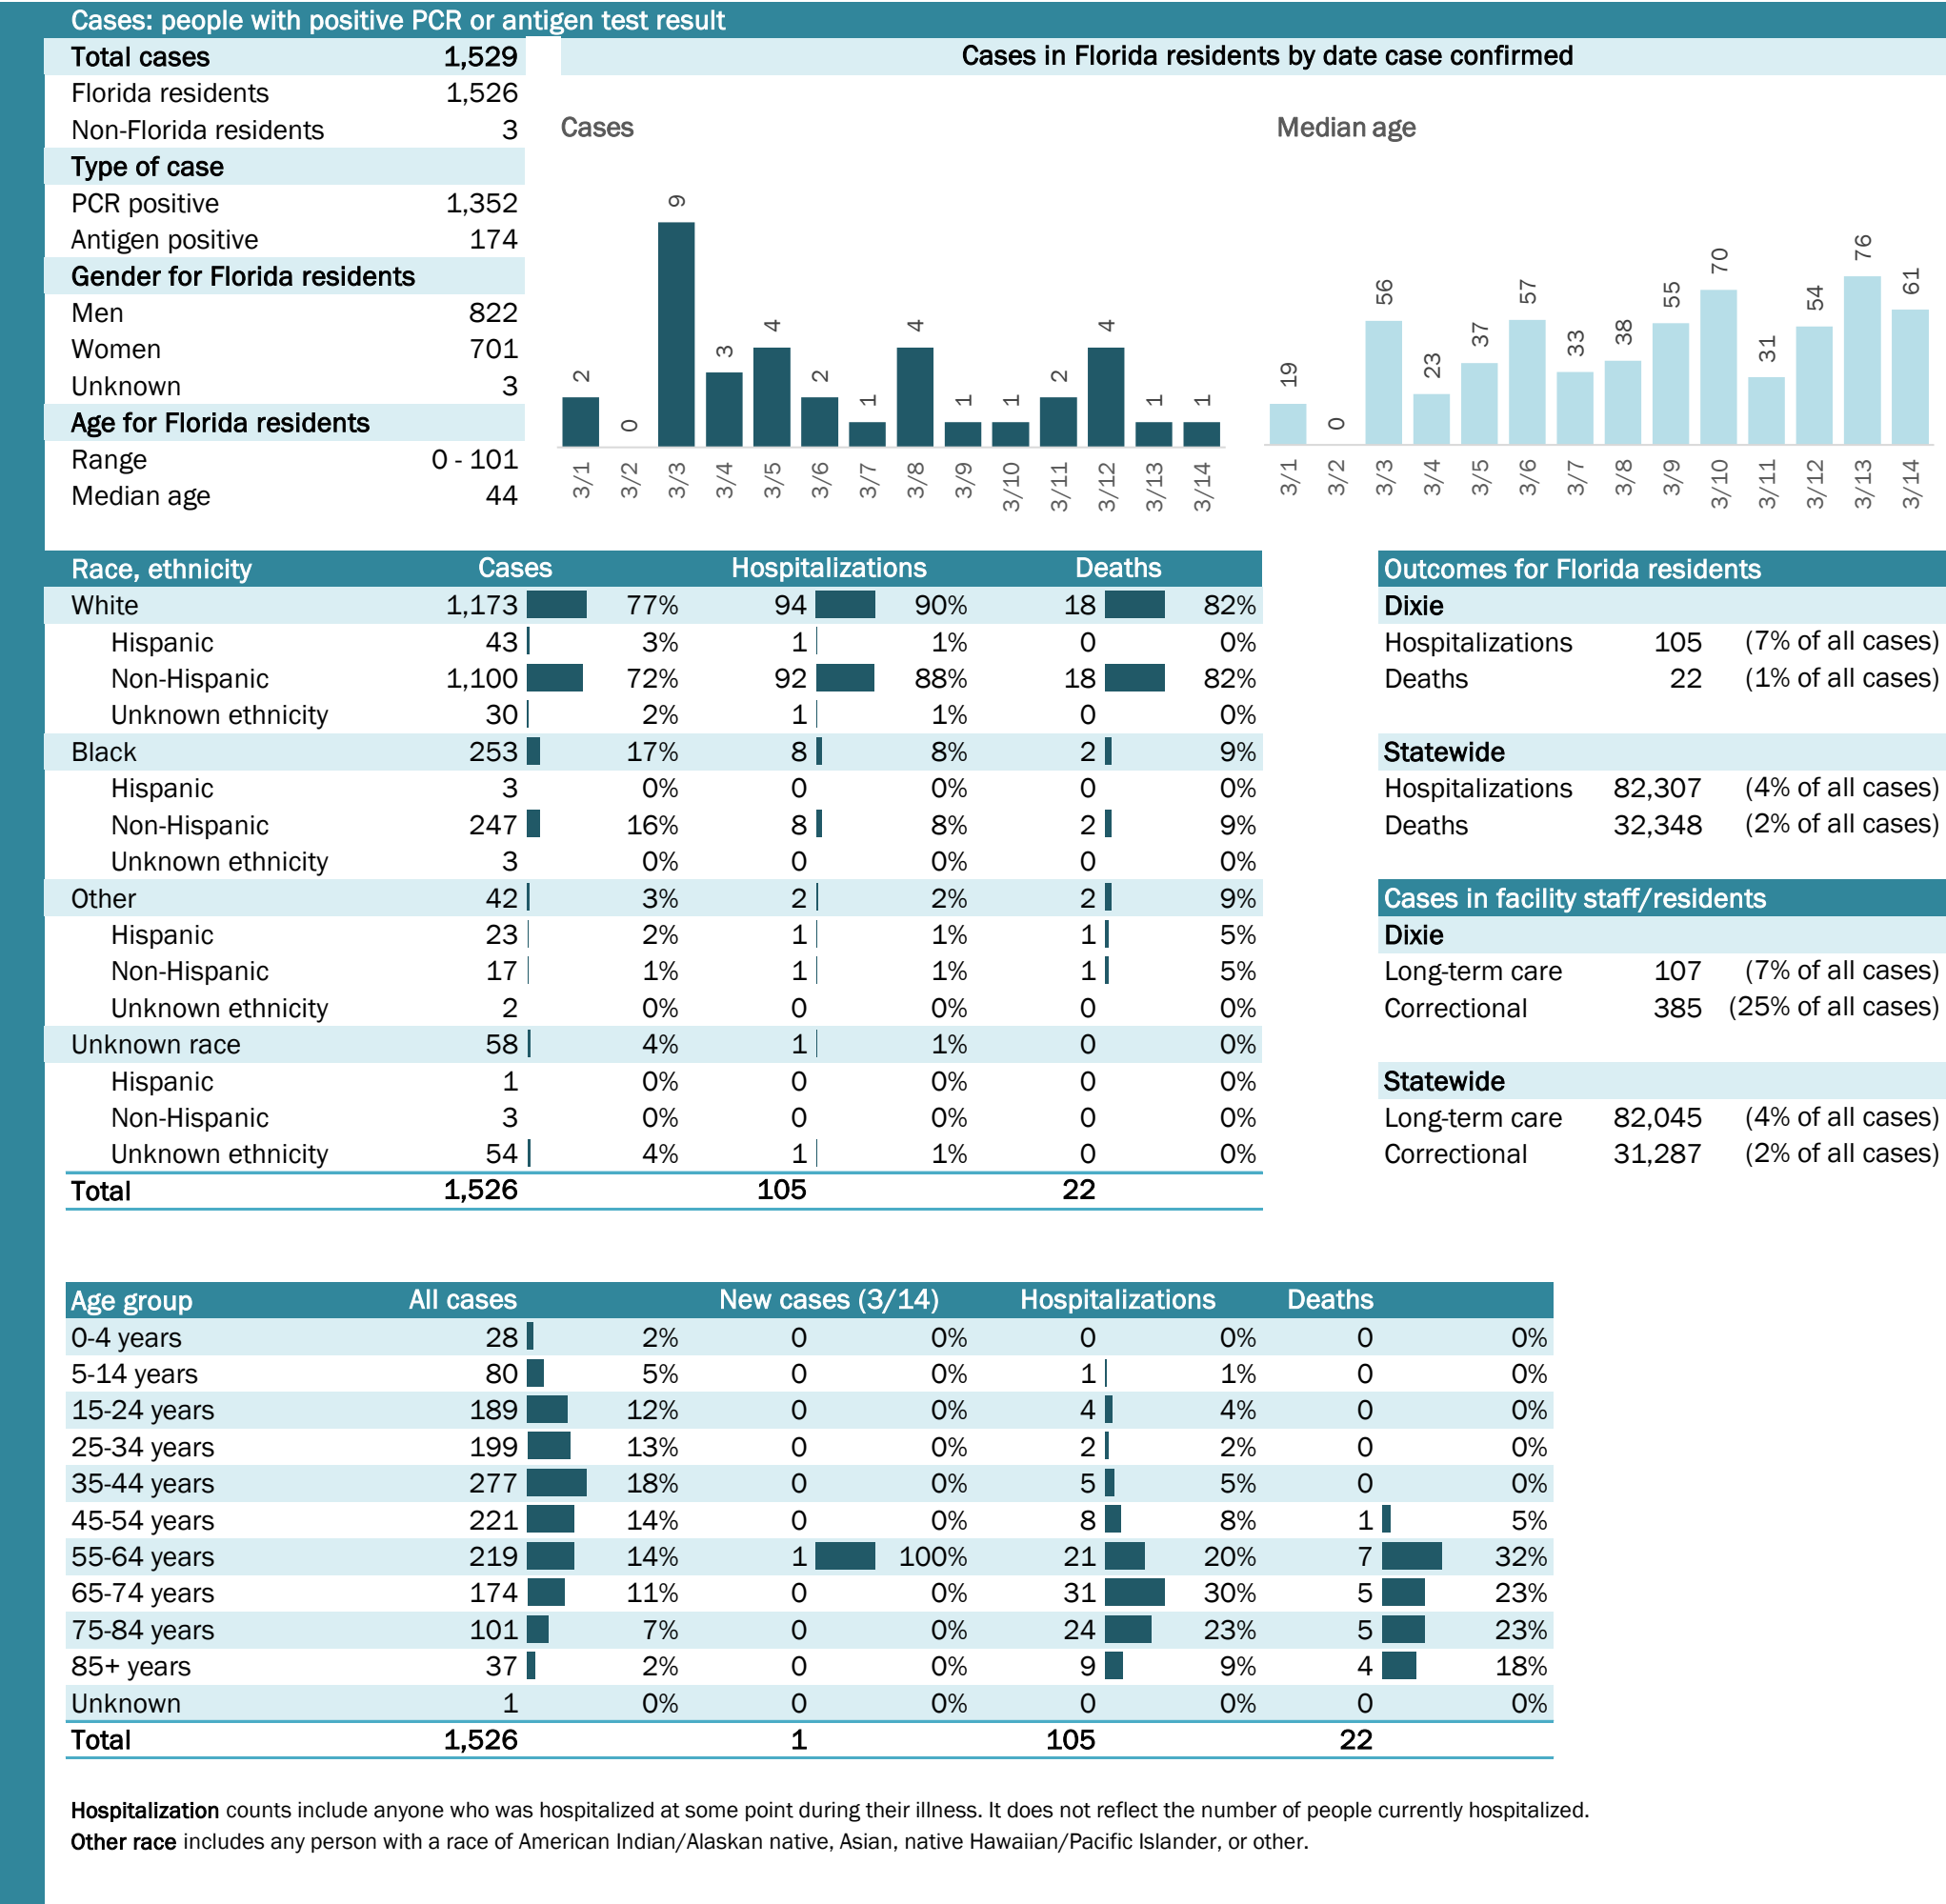 Cases: people with positive PCR or antigen test result
Total cases 1,529
Florida residents 1,526
Non-Florida residents 3
Type of case
PCR positive 1,352
Antigen positive 174
Gender for Florida residents
Men 822
Women 701
Unknown 3
Age for Florida residents
Range 0 - 101
Median age 44
Cases in Florida residents by date case confirmed
Cases
2 0 9 3 4 2 1 4 1 1 2 4 1 1
3/1 3/2 3/3 3/4 3/5 3/6 3/7 3/8 3/9 3/10 3/11 3/12 3/13 3/14
Median age
19 0 56 23 37 57 33 38 55 70 31 54 76 61
3/1 3/2 3/3 3/4 3/5 3/6 3/7 3/8 3/9 3/10 3/11 3/12 3/13 3/14
Race, ethnicity Cases Hospitalizations Deaths
White 1,173 77% 94 90% 18 82%
Hispanic 43 3% 1 1% 0 0%
Non-Hispanic 1,100 72% 92 88% 18 82%
Unknown ethnicity 30 2% 1 1% 0 0%
Black 253 17% 8 8% 2 9%
Hispanic 3 0% 0 0% 0 0%
Non-Hispanic 247 16% 8 8% 2 9%
Unknown ethnicity 3 0% 0 0% 0 0%
Other 42 3% 2 2% 2 9%
Hispanic 23 2% 1 1% 1 5%
Non-Hispanic 17 1% 1 1% 1 5%
Unknown ethnicity 2 0% 0 0% 0 0%
Unknown race 58 4% 1 1% 0 0%
Hispanic 1 0% 0 0% 0 0%
Non-Hispanic 3 0% 0 0% 0 0%
Unknown ethnicity 54 4% 1 1% 0 0%
Total 1,526 105 22
Outcomes for Florida residents
Dixie
Hospitalizations 105 (7% of all cases)
Deaths 22 (1% of all cases)
Statewide
Hospitalizations 82,307 (4% of all cases)
Deaths 32,348 (2% of all cases)
Cases in facility staff/residents
Dixie
Long-term care 107 (7% of all cases)
Correctional 385 (25% of all cases)
Statewide
Long-term care 82,045 (4% of all cases)
Correctional 31,287 (2% of all cases)
Age group All cases New cases (3/14) Hospitalizations Deaths
0-4 years 28 2% 0 0% 0 0% 0 0%
5-14 years 80 5% 0 0% 1 1% 0 0%
15-24 years 189 12% 0 0% 4 4% 0 0%
25-34 years 199 13% 0 0% 2 2% 0 0%
35-44 years 277 18% 0 0% 5 5% 0 0%
45-54 years 221 14% 0 0% 8 8% 1 5%
55-64 years 219 14% 1 100% 21 20% 7 32%
65-74 years 174 11% 0 0% 31 30% 5 23%
75-84 years 101 7% 0 0% 24 23% 5 23%
85+ years 37 2% 0 0% 9 9% 4 18%
Unknown 1 0% 0 0% 0 0% 0 0%
Total 1,526 1 105 22
Hospitalization counts include anyone who was hospitalized at some point during their illness. It does not reflect the number of people currently hospitalized.
Other race includes any person with a race of American Indian/Alaskan native, Asian, native Hawaiian/Pacific Islander, or other.